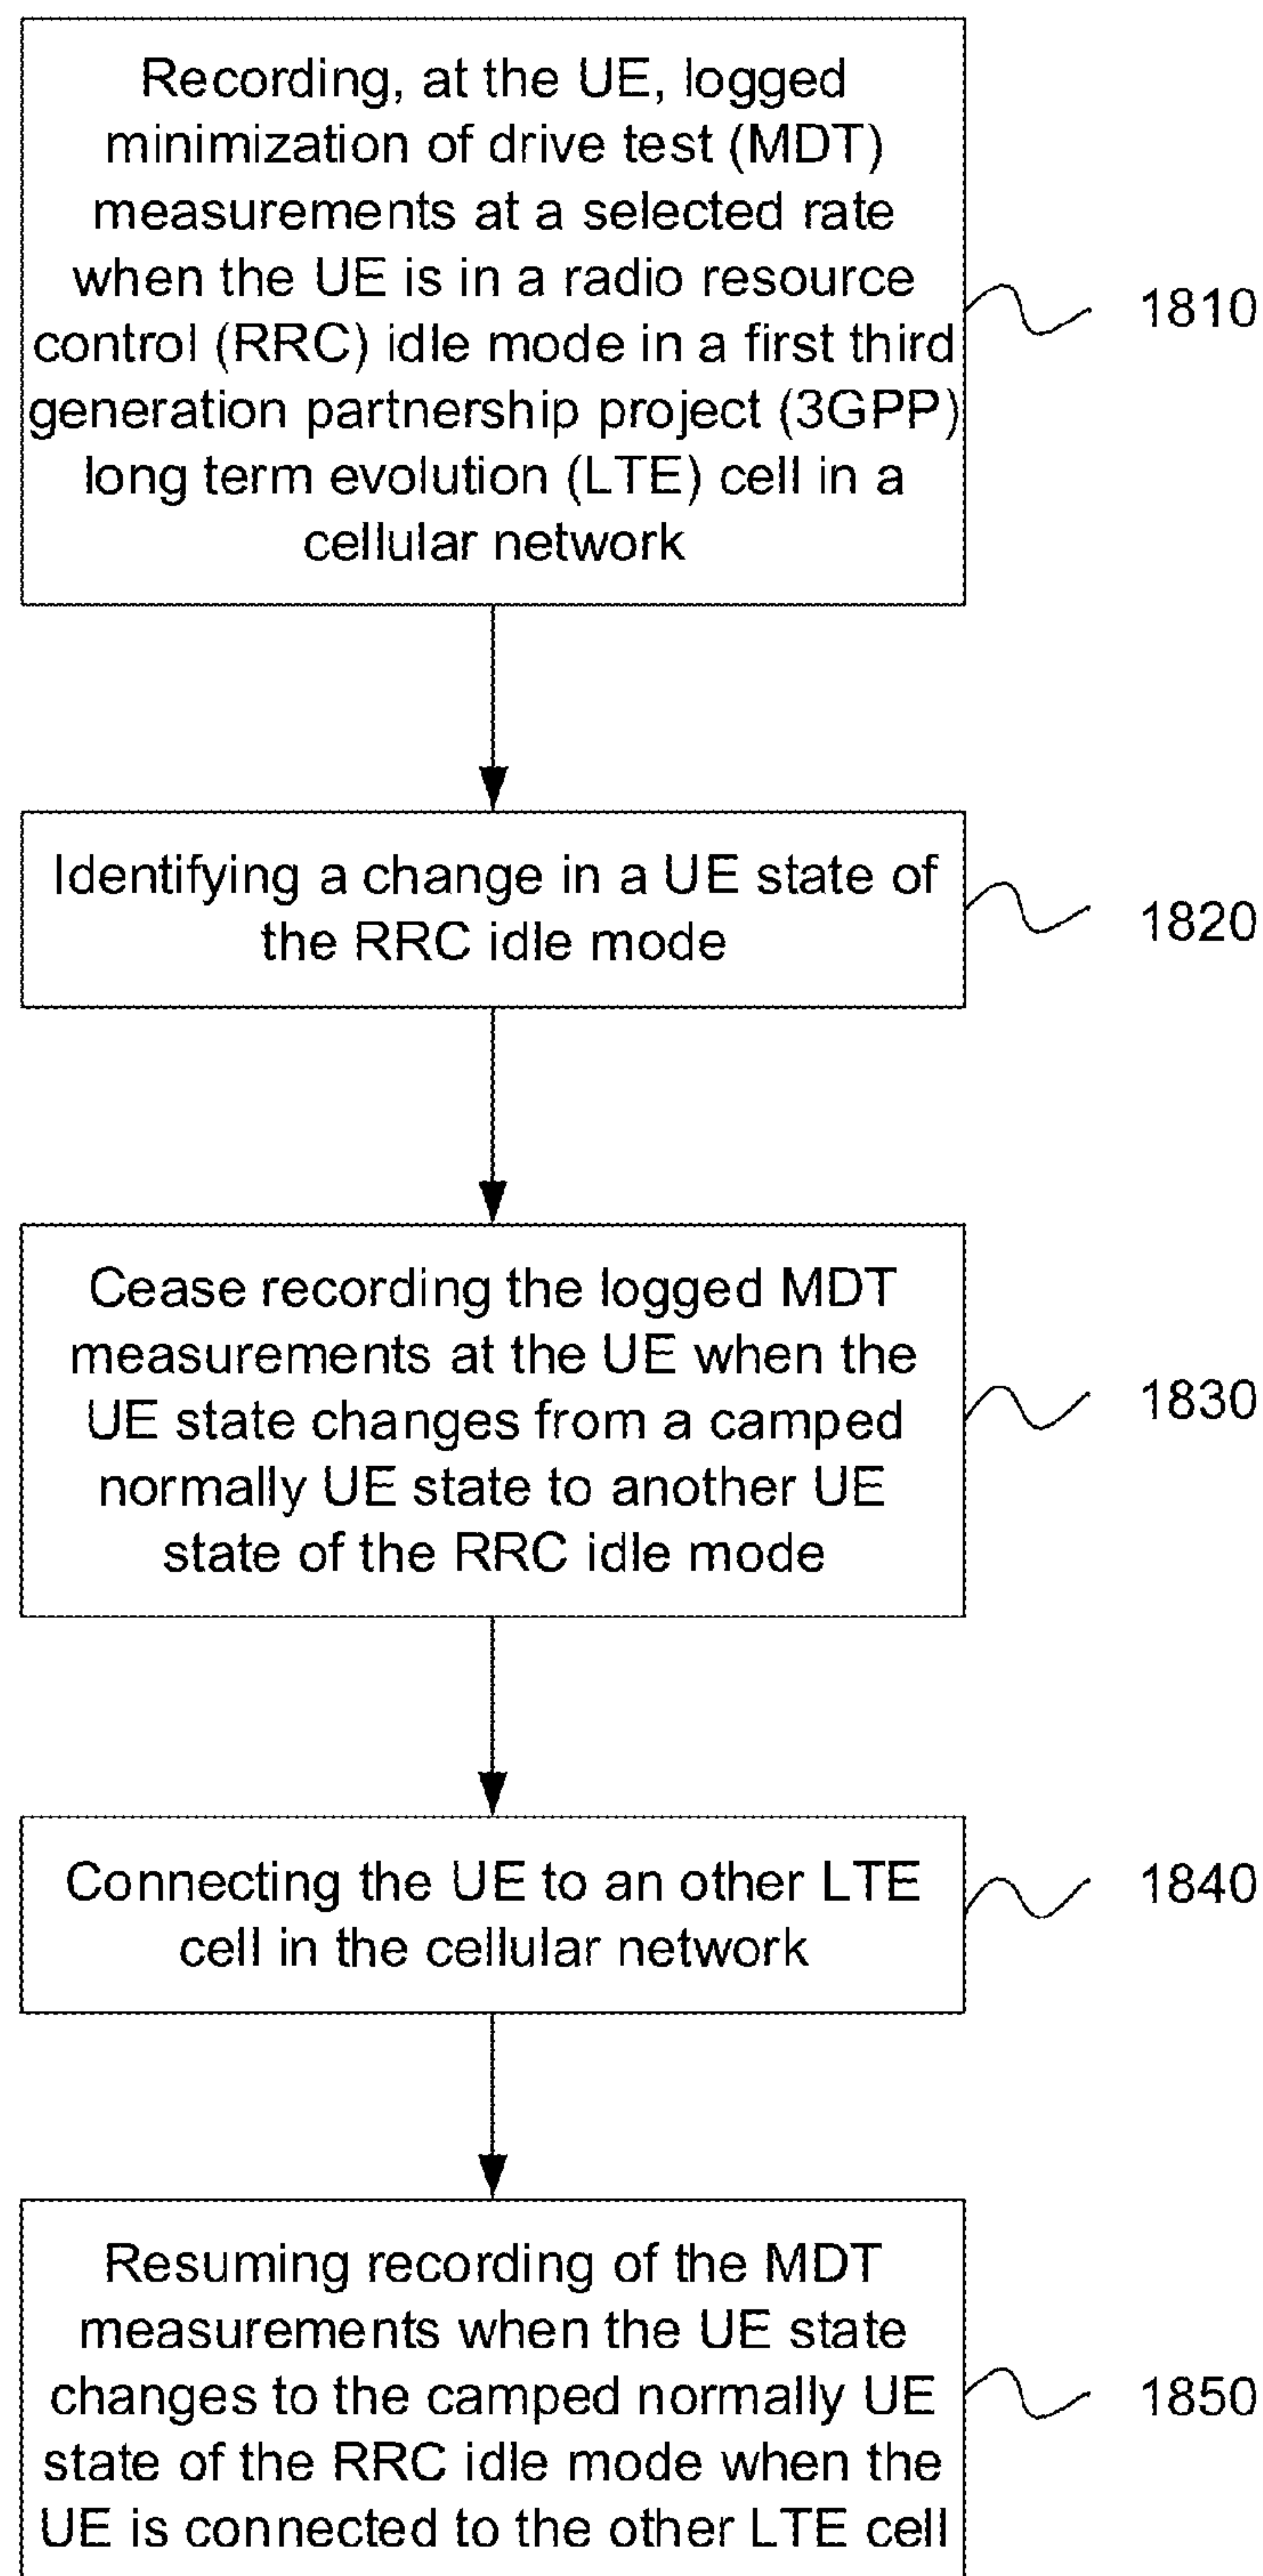 Recording, at the UE, logged
minimization of drive test (MDT)
measurements at a selected rate
when the UE is in a radio resource
control (RRC) idle mode in a first third
generation partnership project (3GPP)
long term evolution (LTE) cell in a
cellular network
1810
Identifying a change in a UE state of
the RRC idle mode
1820
Cease recording the logged MDT
measurements at the UE when the
UE state changes from a camped
normally UE state to another UE
state of the RRC idle mode
1830
Connecting the UE to an other LTE
cell in the cellular network
1840
Resuming recording of the MDT
measurements when the UE state
changes to the camped normally UE
state of the RRC idle mode when the
UE is connected to the other LTE cell
1850